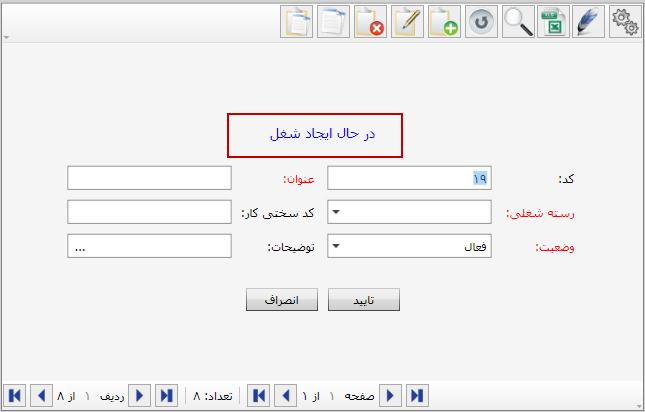 در حال ایجاد شغل
کد: ۱۹ عنوان:
رسته شغلی: کد سختی کار:
وضعیت: فعال توضیحات: ...
تایید انصراف
صفحه ۱ از ۱ تعداد: ۸ ردیف ۱ از ۸